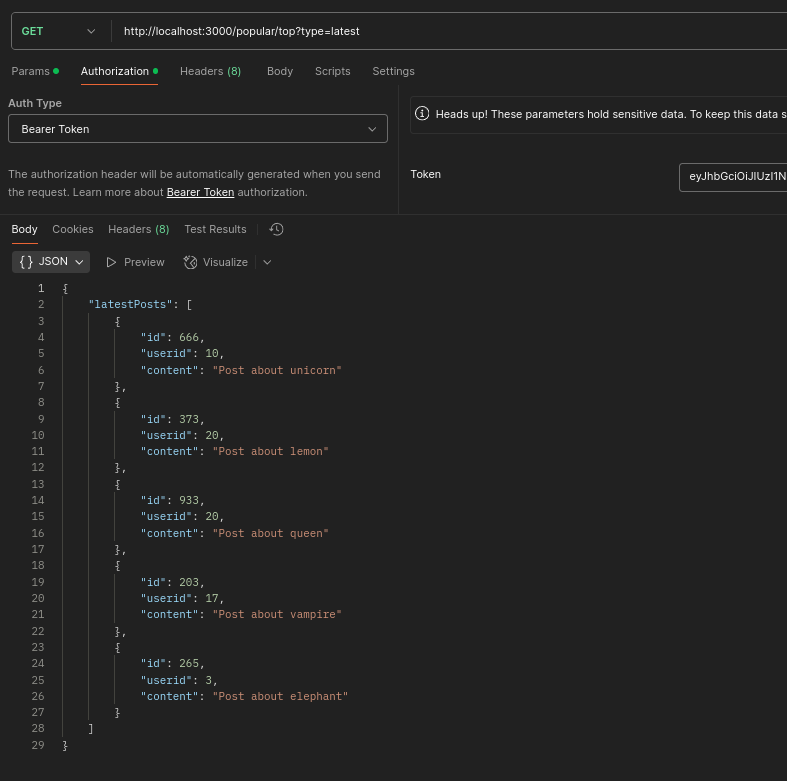 GET http://localhost:3000/popular/top?type=latest
Params Authorization Headers (8) Body Scripts Settings
Auth Type
Bearer Token
The authorization header will be automatically generated when you send
the request. Learn more about Bearer Token authorization.
Heads up! These parameters hold sensitive data. To keep this data s
Token eyJhbGciOiJIUzI1N
Body Cookies Headers (8) Test Results
{} JSON Preview Visualize
1 {
2 "latestPosts": [
3 {
4 "id": 666,
5 "userid": 10,
6 "content": "Post about unicorn"
7 },
8 {
9 "id": 373,
10 "userid": 20,
11 "content": "Post about lemon"
12 },
13 {
14 "id": 933,
15 "userid": 20,
16 "content": "Post about queen"
17 },
18 {
19 "id": 203,
20 "userid": 17,
21 "content": "Post about vampire"
22 },
23 {
24 "id": 265,
25 "userid": 3,
26 "content": "Post about elephant"
27 }
28 ]
29 }